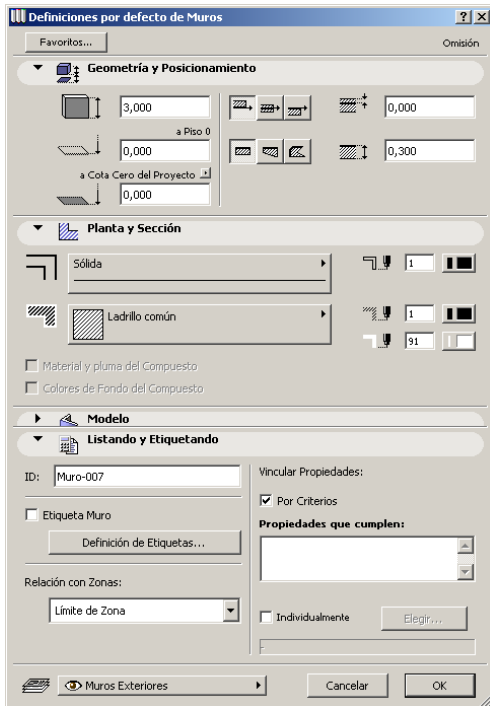 Definiciones por defecto de Muros
Favoritos...
Omisión
Geometría y Posicionamiento
3,000
0,000
a Piso 0
0,000
0,300
a Cota Cero del Proyecto
0,000
Planta y Sección
Sólida
1
Ladrillo común
1
91
Material y pluma del Compuesto
Colores de Fondo del Compuesto
Modelo
Listando y Etiquetando
ID: Muro-007
Etiqueta Muro
Definición de Etiquetas...
Relación con Zonas:
Límite de Zona
Vincular Propiedades:
Por Criterios
Propiedades que cumplen:
Individualmente
Elegir...
-
Muros Exteriores
Cancelar
OK